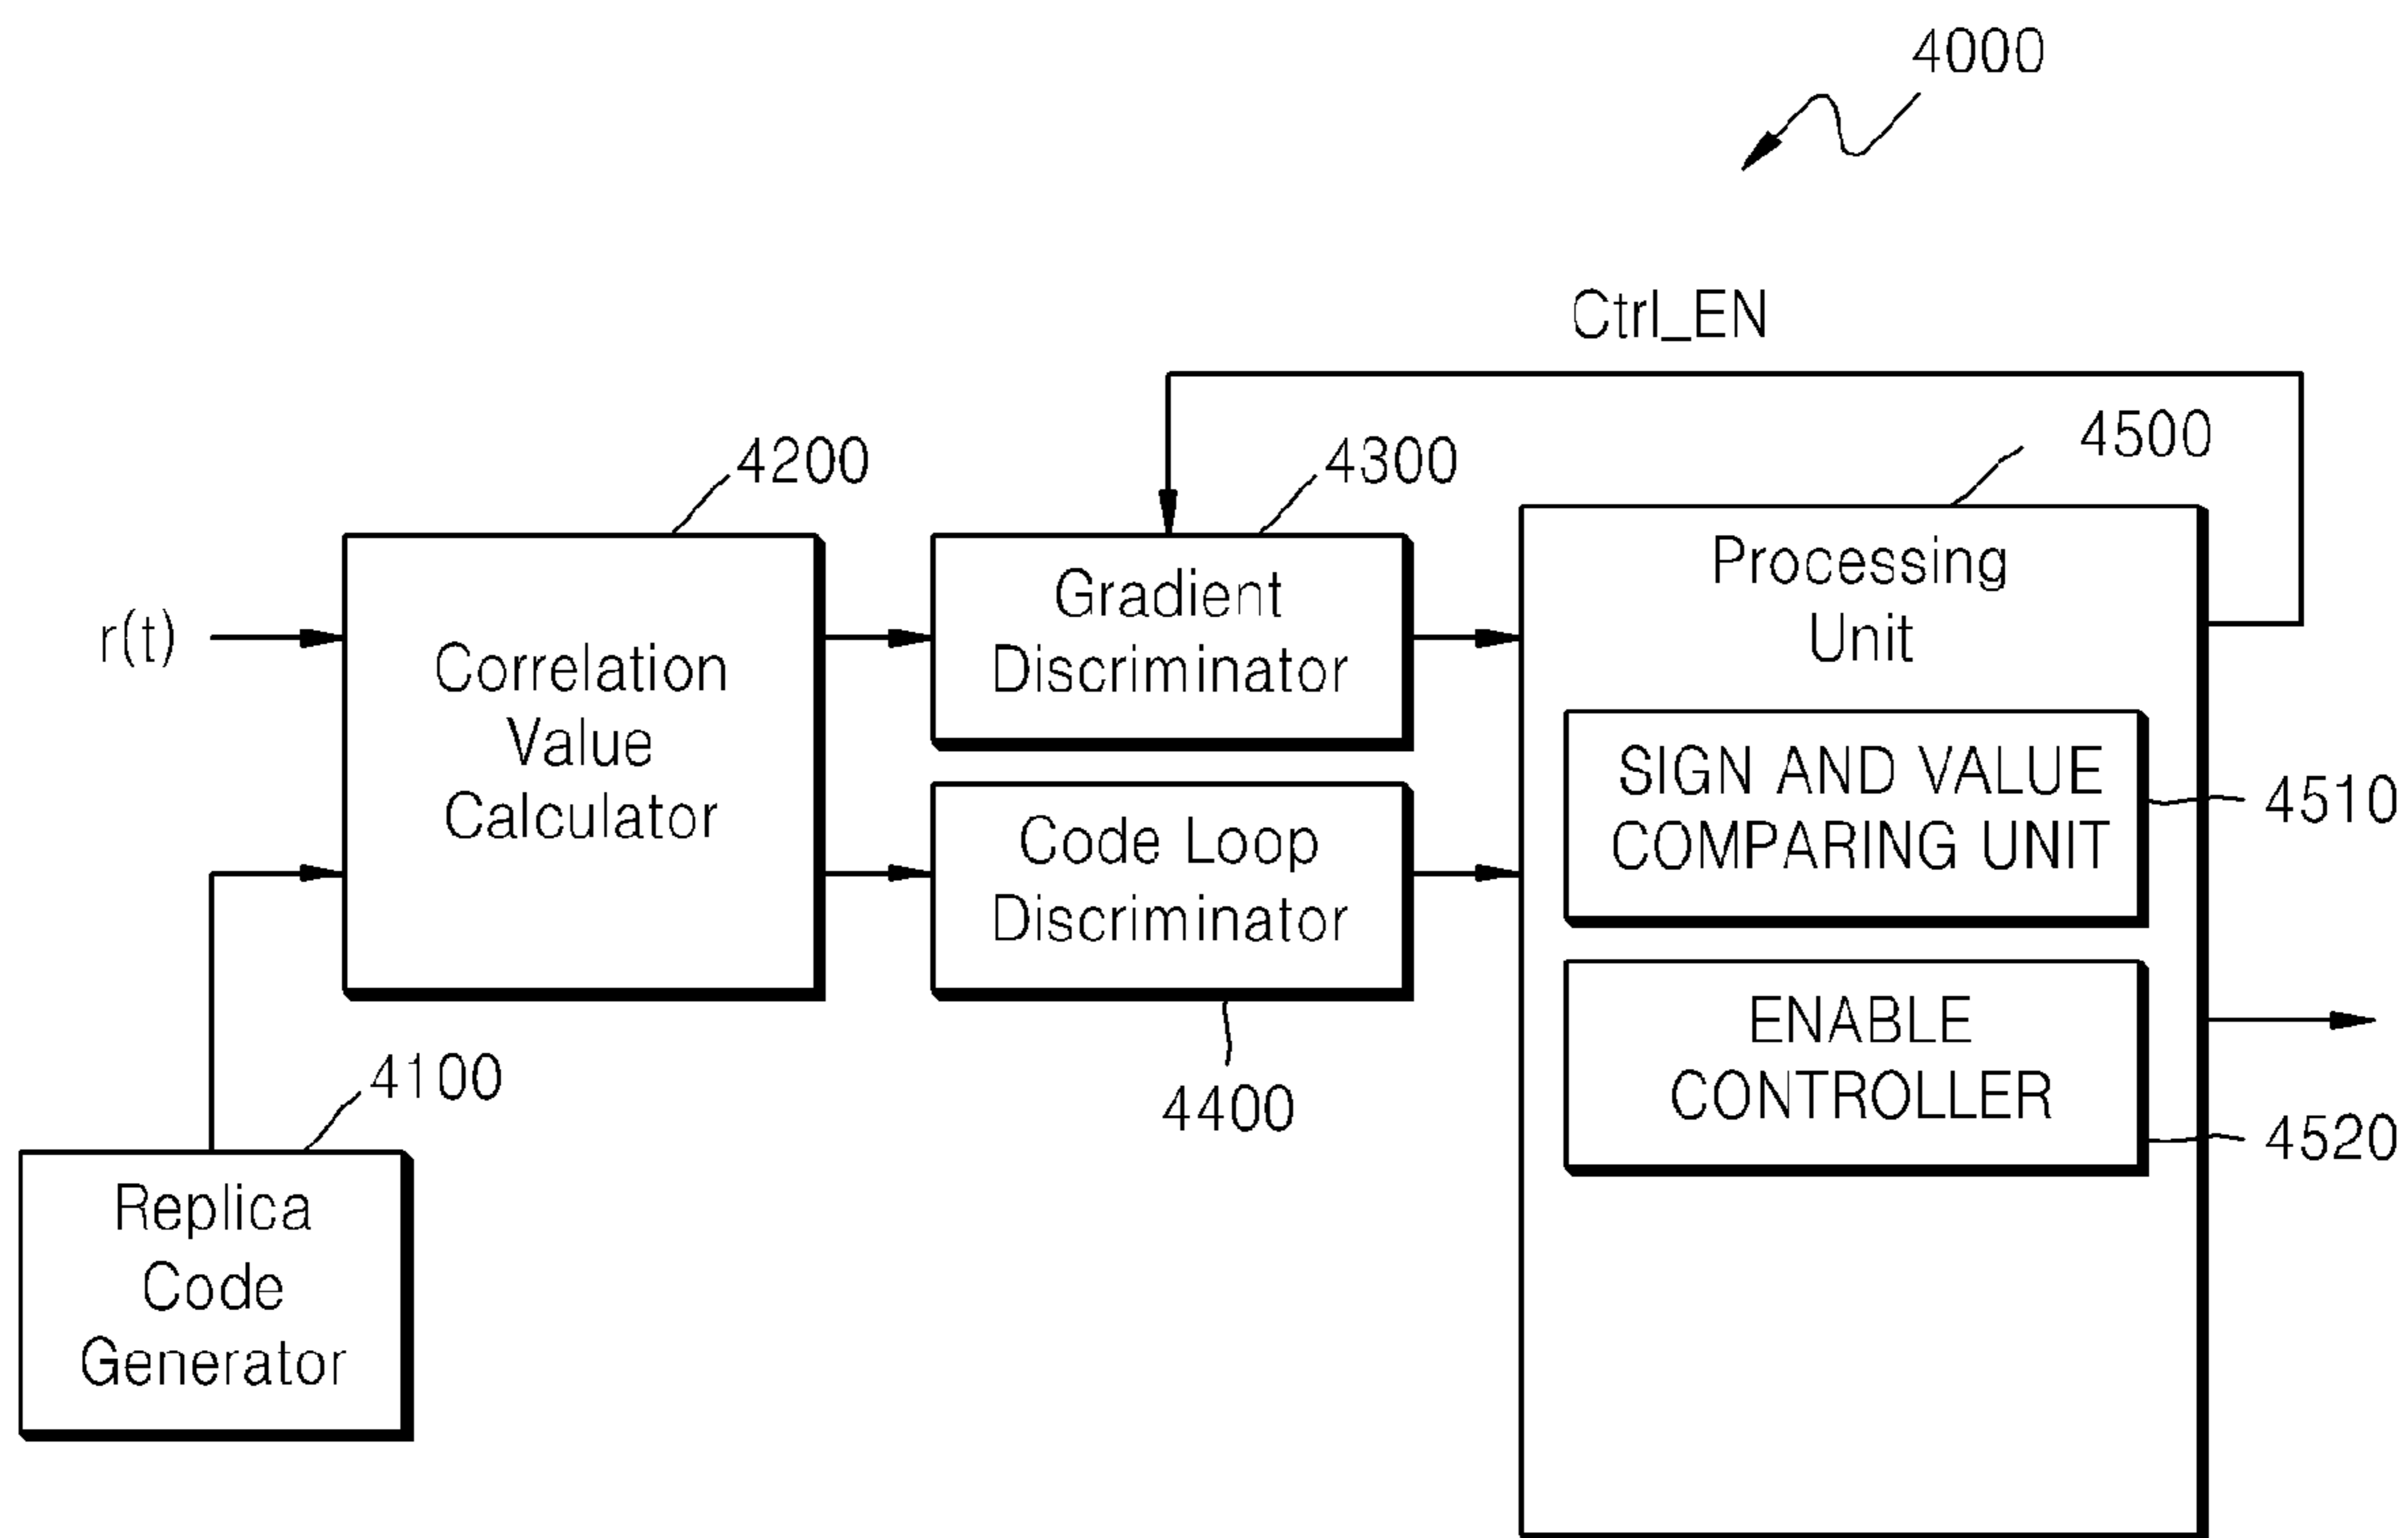 4000
Ctrl_EN
4500
4200
4300
Processing
Unit
Gradient
Discriminator
r(t)
Correlation
Value
Calculator
SIGN AND VALUE
COMPARING UNIT
4510
Code Loop
Discriminator
ENABLE
CONTROLLER
4520
4100
4400
Replica
Code
Generator